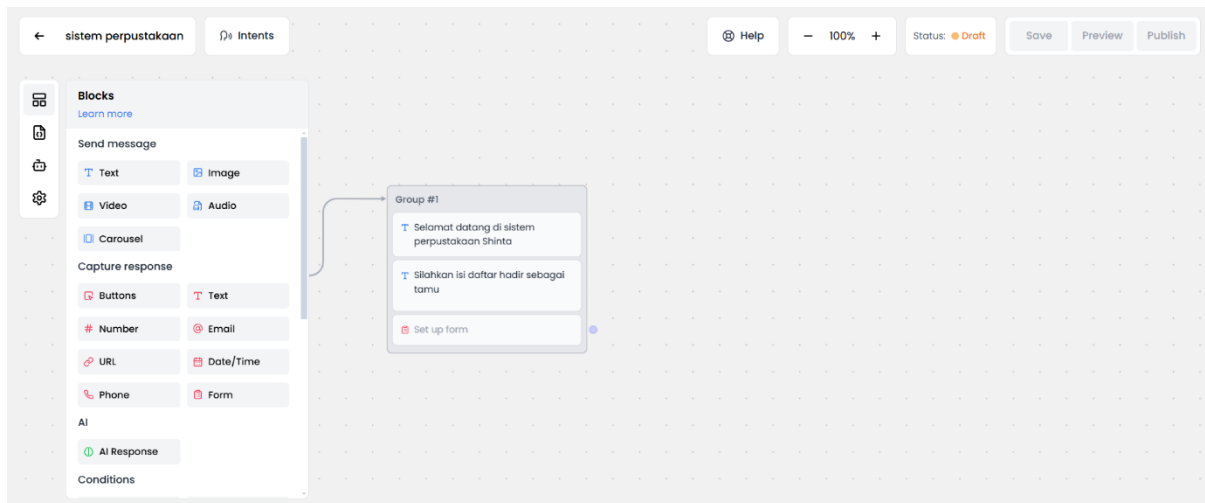 sistem perpustakaan
Intents
Help
100%
Status: Draft
Save
Preview
Publish
Blocks
Learn more
Send message
Text
Image
Video
Audio
Carousel
Capture response
Buttons
Text
Number
Email
URL
Date/Time
Phone
Form
AI
AI Response
Conditions
Group #1
Selamat datang di sistem
perpustakaan Shinta
Silahkan isi daftar hadir sebagai
tamu
Set up form